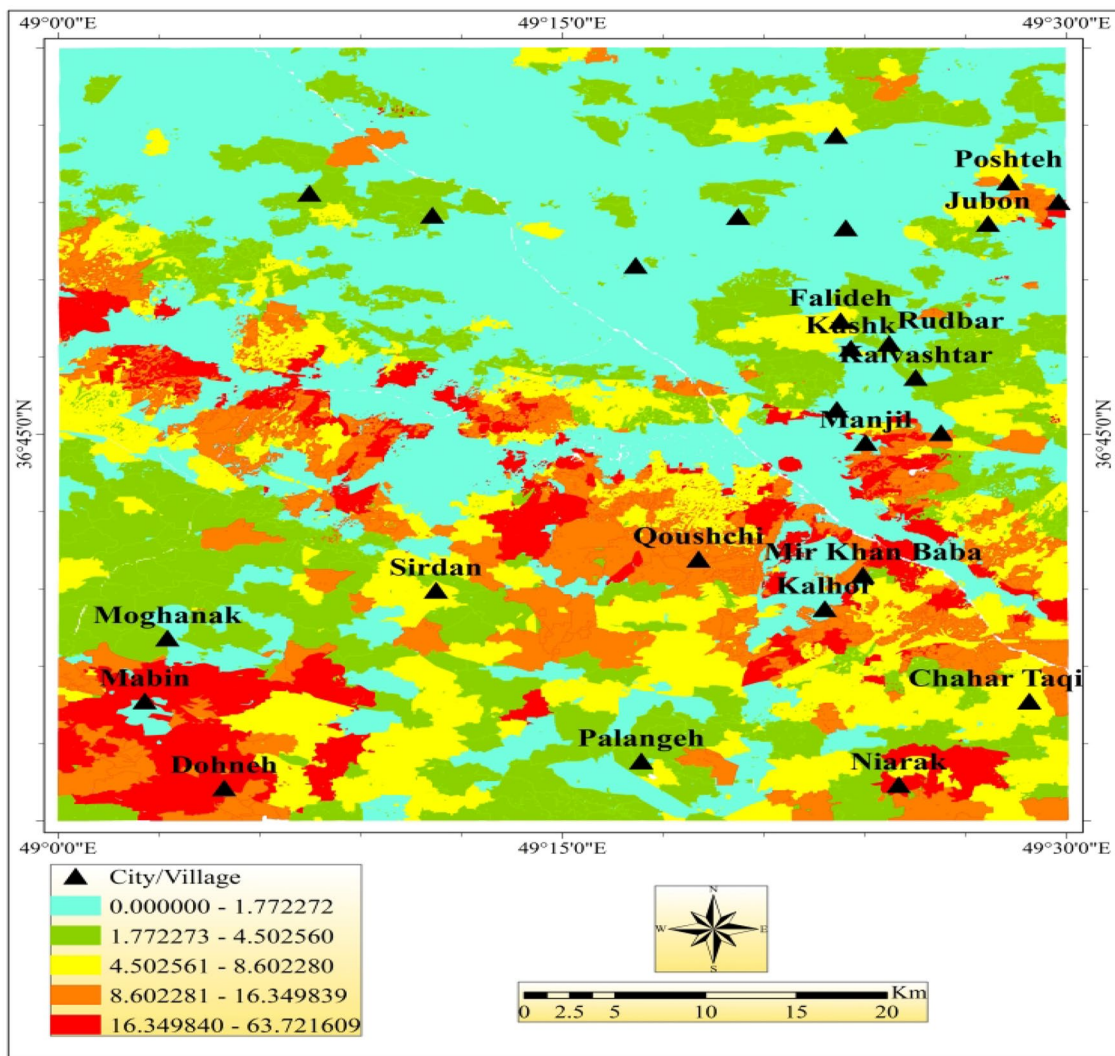 49°0'0"E 49°15'0"E 49°30'0"E
Poshteh
Jubon
Falideh
Kushk Rudbar
Kalvashtar
36°45'0"N Manjil 36°45'0"N
Qoushchi Mir Khan Baba
Sirdan Kalhor
Moghanak
Mabin Chahar Taqi
Palangeh
Dohneh Niarak
49°0'0"E 49°15'0"E 49°30'0"E
City/Village
0.000000 - 1.772272
1.772273 - 4.502560
4.502561 - 8.602280
8.602281 - 16.349839
16.349840 - 63.721609
N
W E
S
Km
0 2.5 5 10 15 20